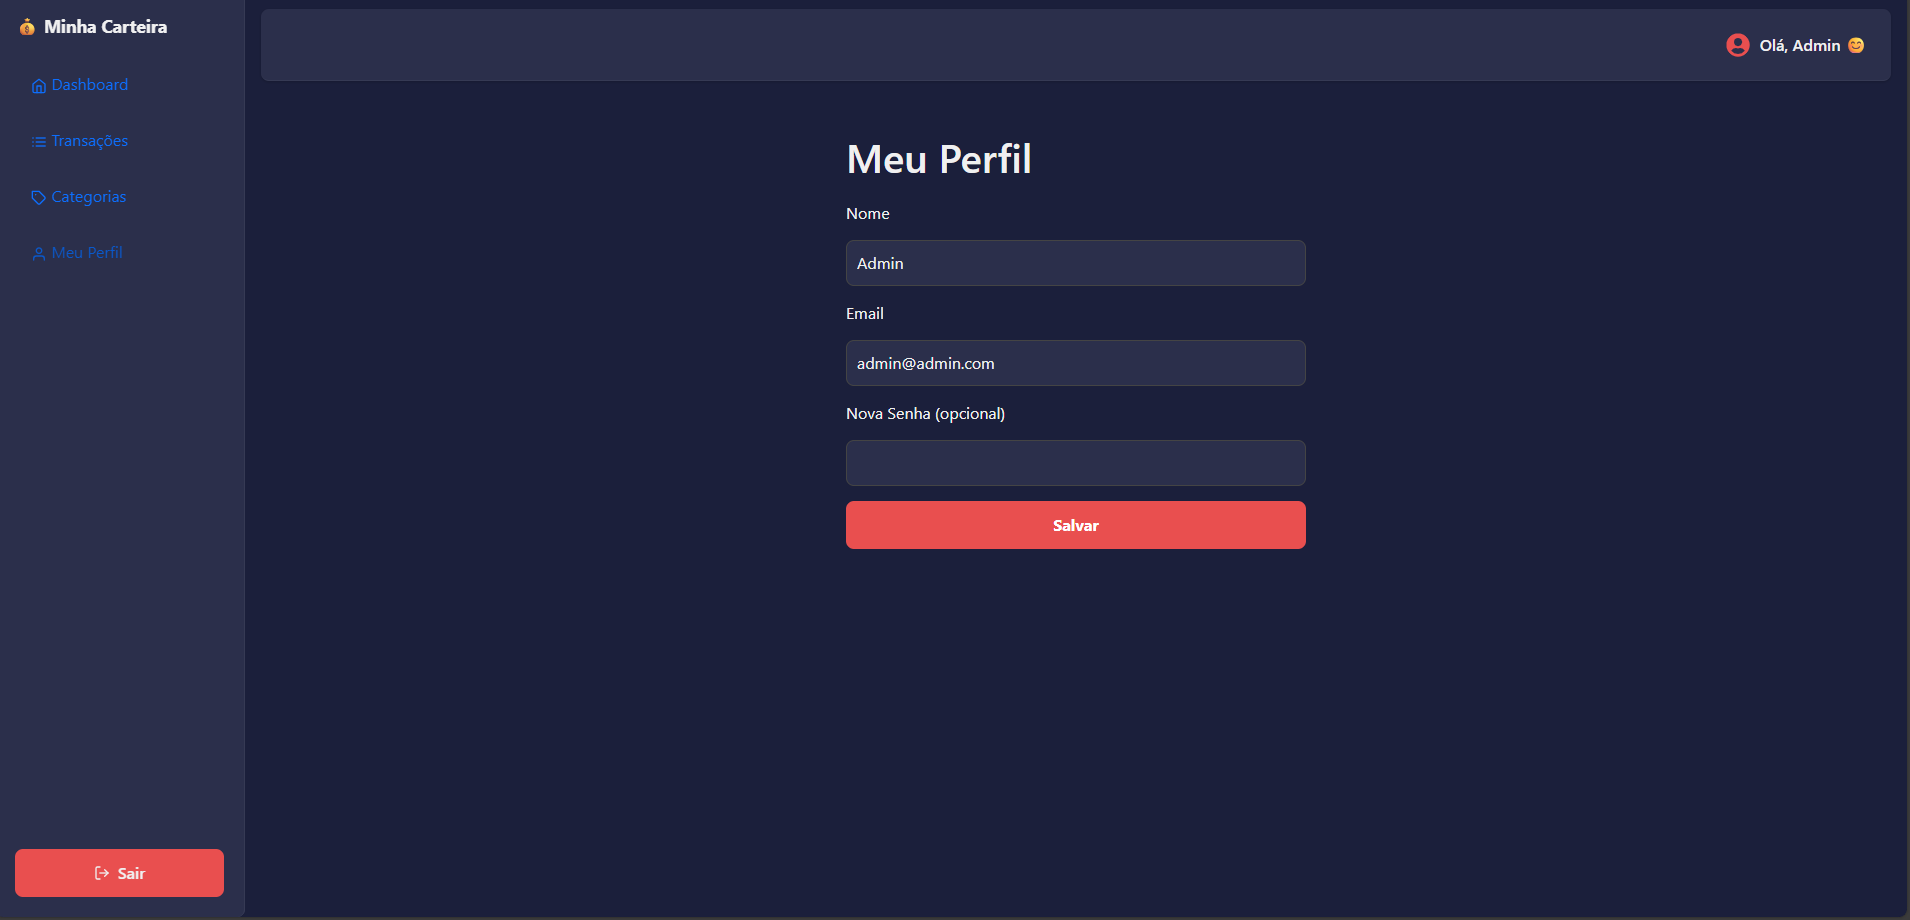 Minha Carteira
Dashboard
Transações
Categorias
Meu Perfil
Sair
Olá, Admin 😊
Meu Perfil
Nome
Admin
Email
admin@admin.com
Nova Senha (opcional)
Salvar